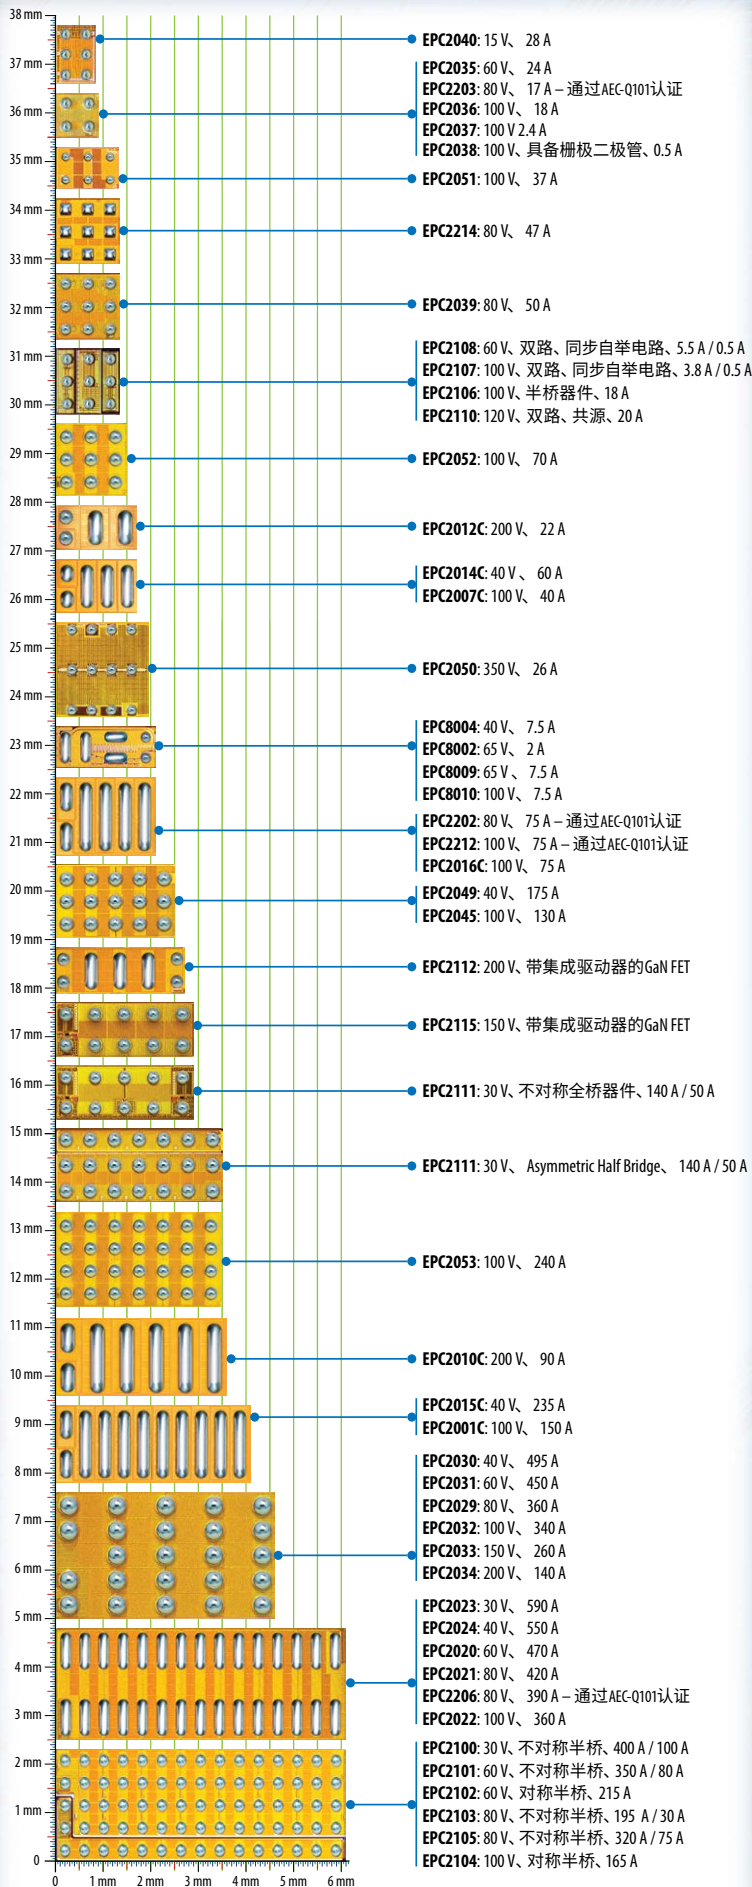 38 mm
37 mm
36 mm
35 mm
34 mm
33 mm
32 mm
31 mm
30 mm
29 mm
28 mm
27 mm
26 mm
25 mm
24 mm
23 mm
22 mm
21 mm
20 mm
19 mm
18 mm
17 mm
16 mm
15 mm
14 mm
13 mm
12 mm
11 mm
10 mm
9 mm
8 mm
7 mm
6 mm
5 mm
4 mm
3 mm
2 mm
1 mm
0
0 1 mm 2 mm 3 mm 4 mm 5 mm 6 mm
EPC2040: 15 V、 28 A
EPC2035: 60 V、 24 A
EPC2203: 80 V、 17 A – 通过AEC-Q101认证
EPC2036: 100 V、 18 A
EPC2037: 100 V 2.4 A
EPC2038: 100 V、具备栅极二极管、0.5 A
EPC2051: 100 V、 37 A
EPC2214: 80 V、 47 A
EPC2039: 80 V、 50 A
EPC2108: 60 V、双路、同步自举电路、5.5 A / 0.5 A
EPC2107: 100 V、双路、同步自举电路、3.8 A / 0.5 A
EPC2106: 100 V、半桥器件、18 A
EPC2110: 120 V、双路、共源、20 A
EPC2052: 100 V、 70 A
EPC2012C: 200 V、 22 A
EPC2014C: 40 V 、 60 A
EPC2007C: 100 V、 40 A
EPC2050: 350 V、 26 A
EPC8004: 40 V、 7.5 A
EPC8002: 65 V、 2 A
EPC8009: 65 V 、 7.5 A
EPC8010: 100 V、 7.5 A
EPC2202: 80 V、 75 A – 通过AEC-Q101认证
EPC2212: 100 V、 75 A – 通过AEC-Q101认证
EPC2016C: 100 V、 75 A
EPC2049: 40 V、 175 A
EPC2045: 100 V、 130 A
EPC2112: 200 V、带集成驱动器的GaN FET
EPC2115: 150 V、带集成驱动器的GaN FET
EPC2111: 30 V、不对称全桥器件、140 A / 50 A
EPC2111: 30 V、 Asymmetric Half Bridge、 140 A / 50 A
EPC2053: 100 V、 240 A
EPC2010C: 200 V、 90 A
EPC2015C: 40 V、 235 A
EPC2001C: 100 V、 150 A
EPC2030: 40 V、 495 A
EPC2031: 60 V、 450 A
EPC2029: 80 V、 360 A
EPC2032: 100 V、 340 A
EPC2033: 150 V、 260 A
EPC2034: 200 V、 140 A
EPC2023: 30 V、 590 A
EPC2024: 40 V、 550 A
EPC2020: 60 V、 470 A
EPC2021: 80 V、 420 A
EPC2206: 80 V、 390 A – 通过AEC-Q101认证
EPC2022: 100 V、 360 A
EPC2100: 30 V、不对称半桥、400 A / 100 A
EPC2101: 60 V、不对称半桥、350 A / 80 A
EPC2102: 60 V、对称半桥、215 A
EPC2103: 80 V、不对称半桥、195 A / 30 A
EPC2105: 80 V、不对称半桥、320 A / 75 A
EPC2104: 100 V、对称半桥、165 A